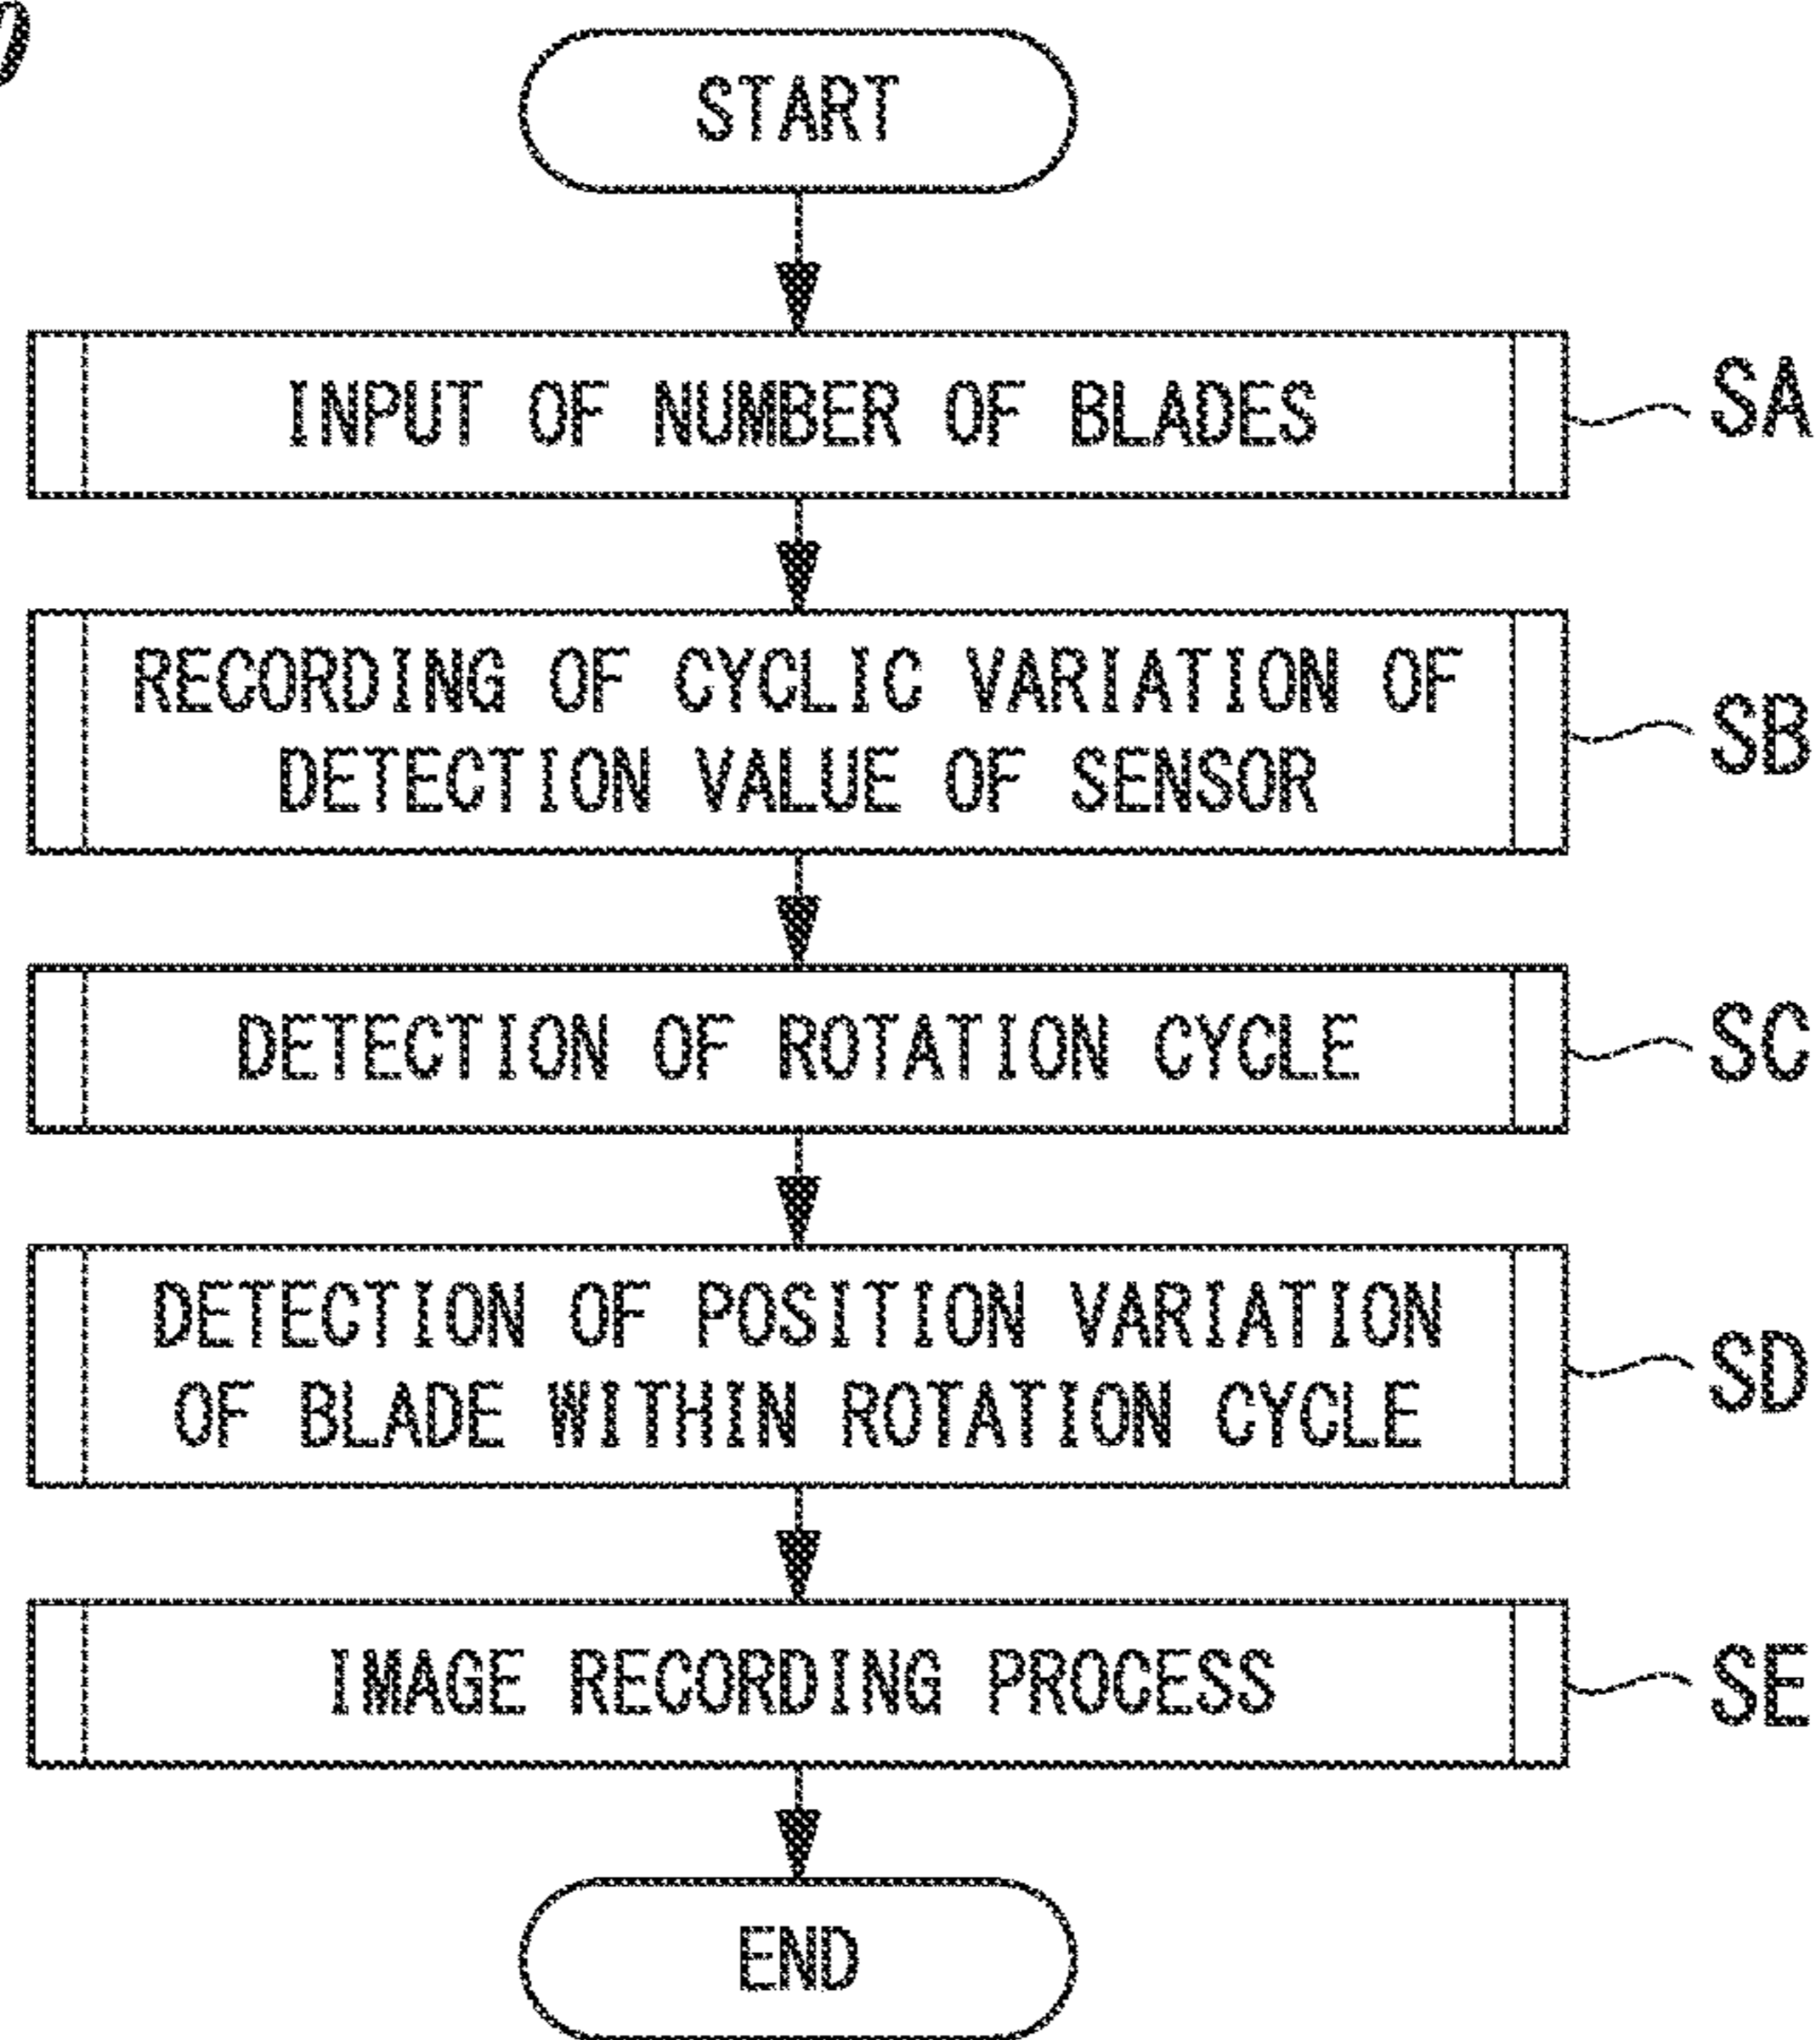 START
INPUT OF NUMBER OF BLADES
SA
RECORDING OF CYCLIC VARIATION OF
DETECTION VALUE OF SENSOR
SB
DETECTION OF ROTATION CYCLE
SC
DETECTION OF POSITION VARIATION
OF BLADE WITHIN ROTATION CYCLE
SD
IMAGE RECORDING PROCESS
SE
END